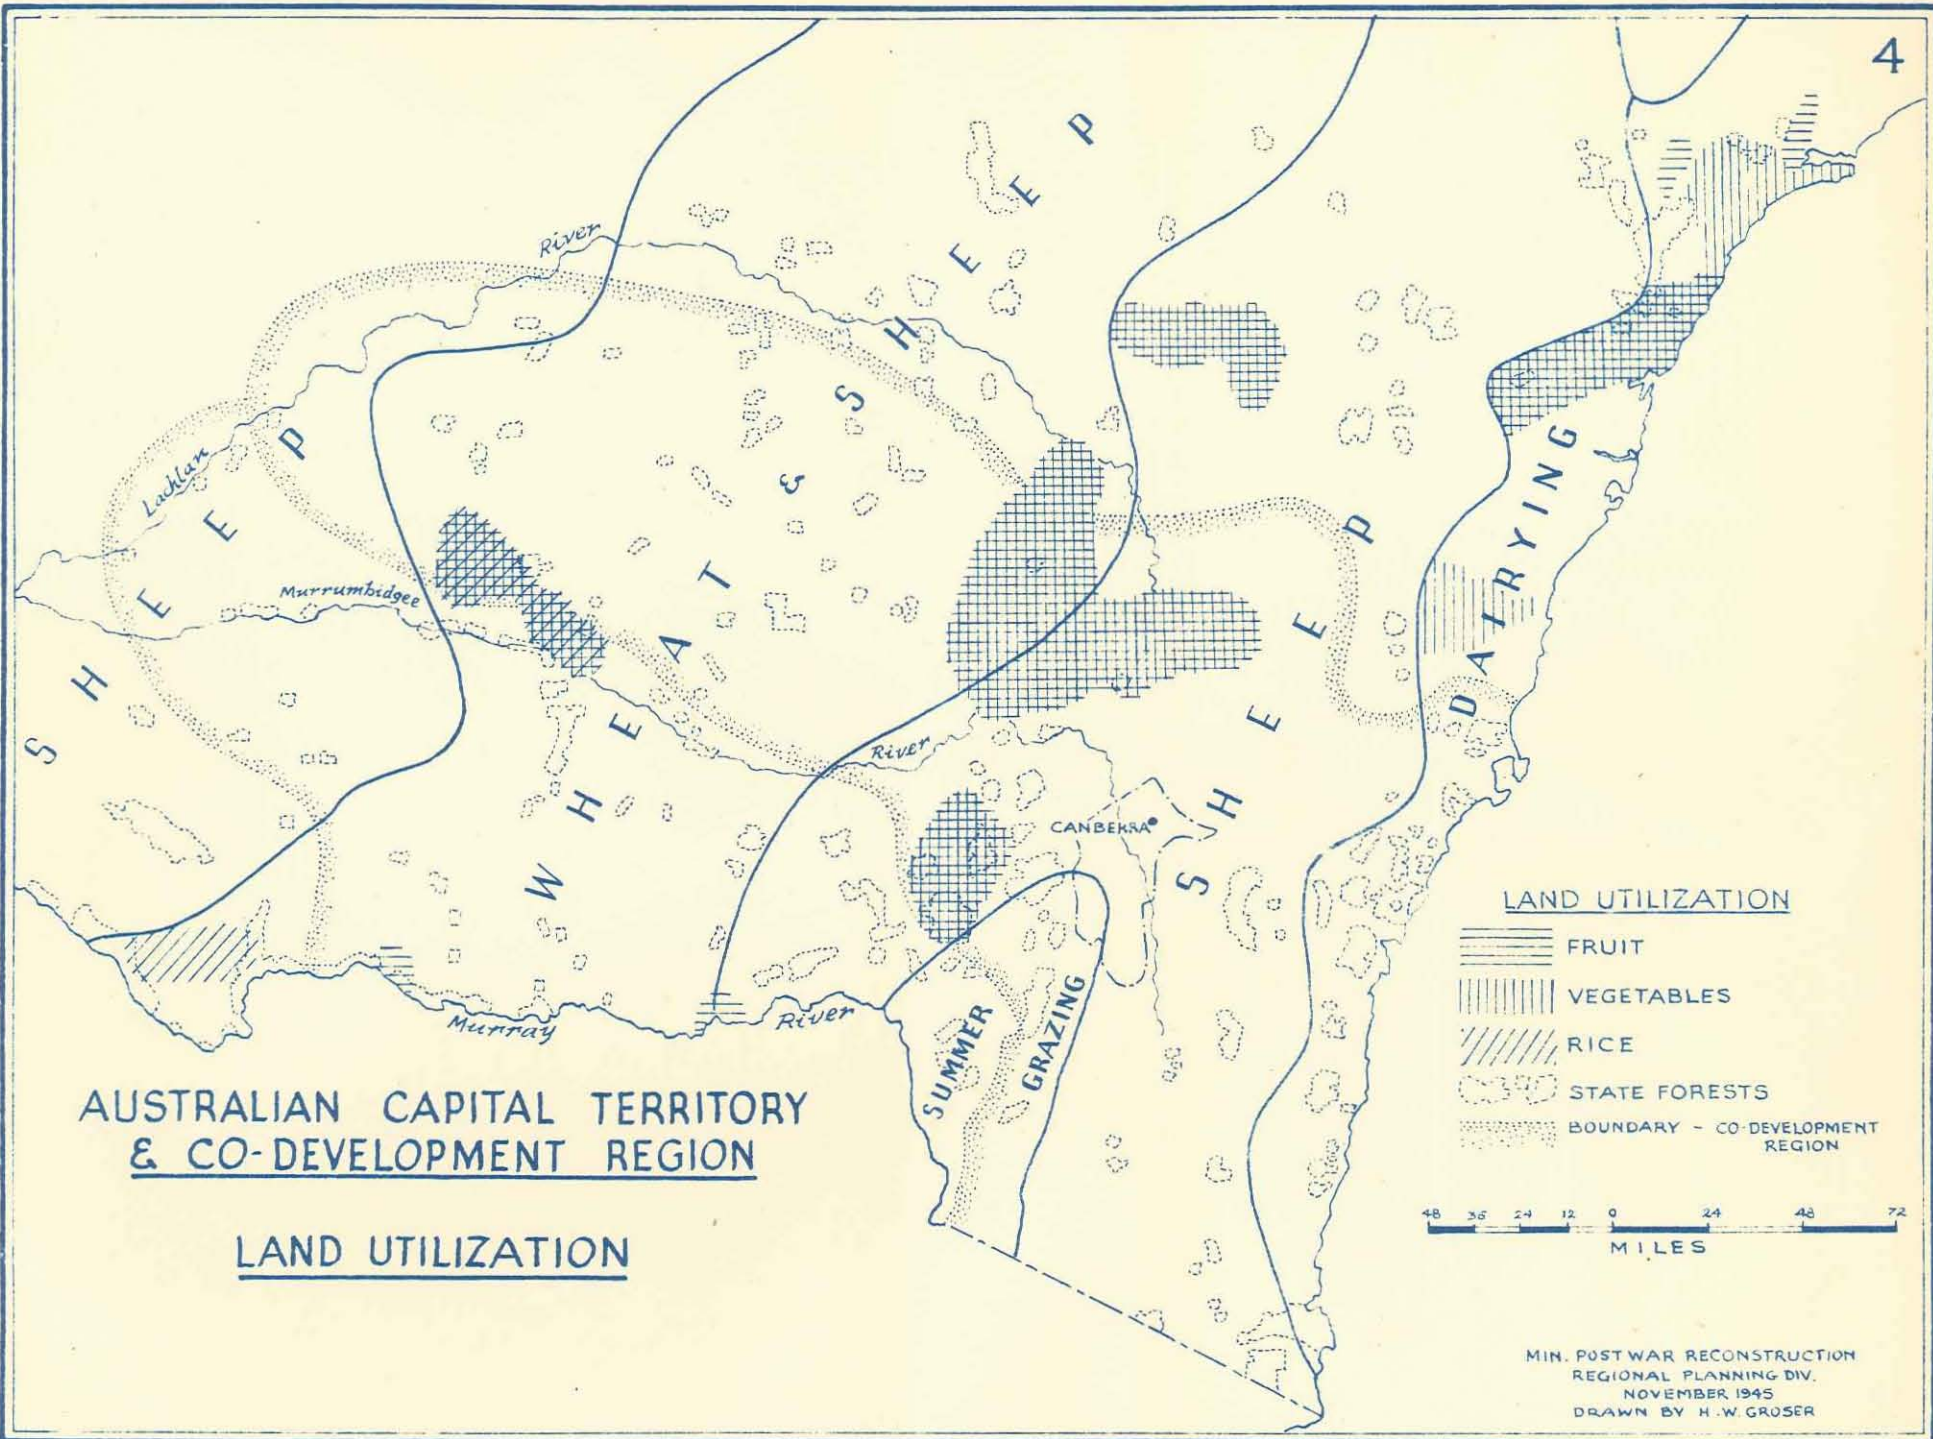 4
River
Lachlan
Murrumbidgee
SHEEP
WHEAT & SHEEP
SHEEP
DAIRYING
River
CANBERRA
SUMMER
GRAZING
Murray
River
AUSTRALIAN CAPITAL TERRITORY
& CO-DEVELOPMENT REGION
LAND UTILIZATION
LAND UTILIZATION
FRUIT
VEGETABLES
RICE
STATE FORESTS
BOUNDARY - CO-DEVELOPMENT
REGION
48 36 24 12 0 24 48 72
MILES
MIN. POST WAR RECONSTRUCTION
REGIONAL PLANNING DIV.
NOVEMBER 1945
DRAWN BY H.W. GROSER